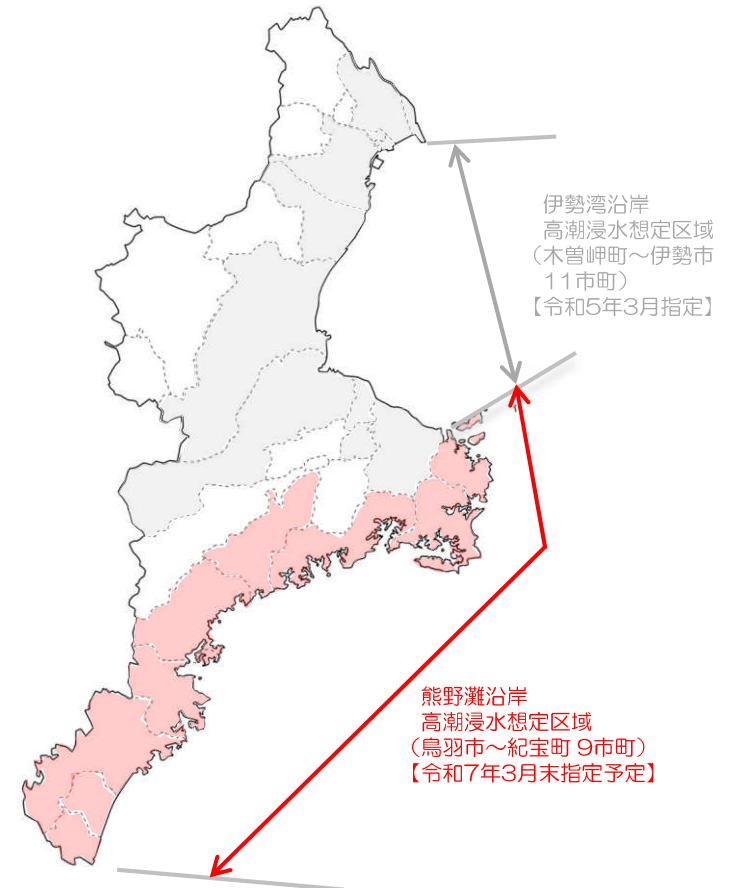 伊勢湾沿岸
高潮浸水想定区域
（木曽岬町～伊勢市
11市町）
【令和5年3月指定】
熊野灘沿岸
高潮浸水想定区域
（鳥羽市～紀宝町 9市町）
【令和7年3月末指定予定】